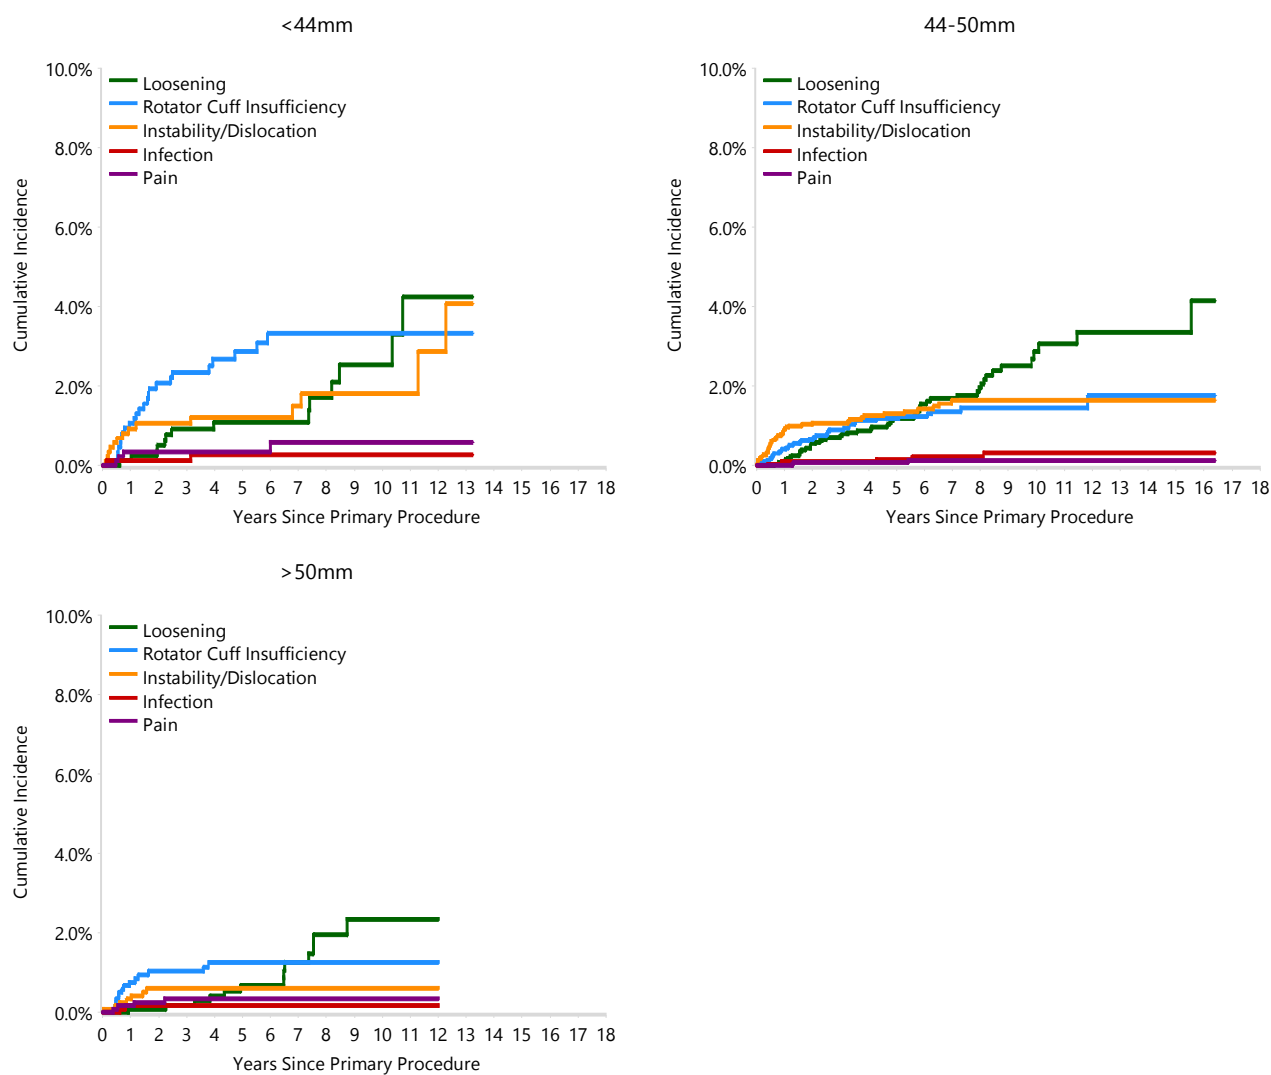 <44mm
10.0%
8.0%
6.0%
4.0%
2.0%
0.0%
Cumulative Incidence
Loosening
Rotator Cuff Insufficiency
Instability/Dislocation
Infection
Pain
0 1 2 3 4 5 6 7 8 9 10 11 12 13 14 15 16 17 18
Years Since Primary Procedure
44-50mm
10.0%
8.0%
6.0%
4.0%
2.0%
0.0%
Cumulative Incidence
Loosening
Rotator Cuff Insufficiency
Instability/Dislocation
Infection
Pain
0 1 2 3 4 5 6 7 8 9 10 11 12 13 14 15 16 17 18
Years Since Primary Procedure
>50mm
10.0%
8.0%
6.0%
4.0%
2.0%
0.0%
Cumulative Incidence
Loosening
Rotator Cuff Insufficiency
Instability/Dislocation
Infection
Pain
0 1 2 3 4 5 6 7 8 9 10 11 12 13 14 15 16 17 18
Years Since Primary Procedure